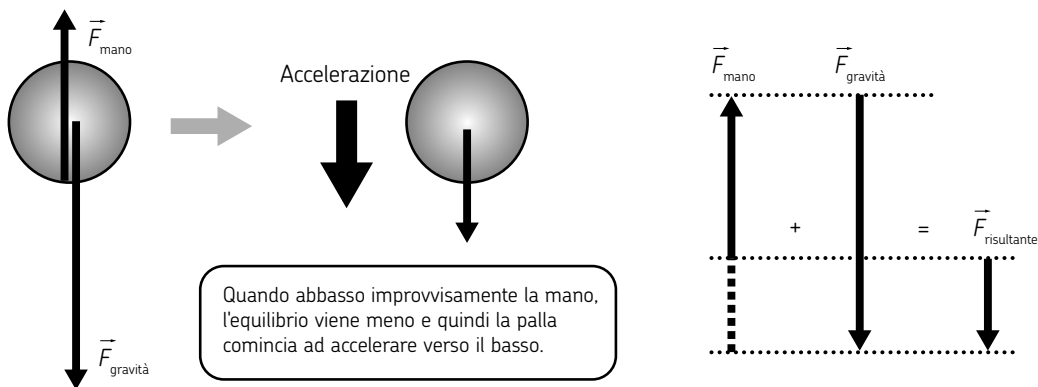 F mano
F gravità
Accelerazione
Quando abbasso improvvisamente la mano,
l'equilibrio viene meno e quindi la palla
comincia ad accelerare verso il basso.
F mano
F gravità
+
=
F risultante